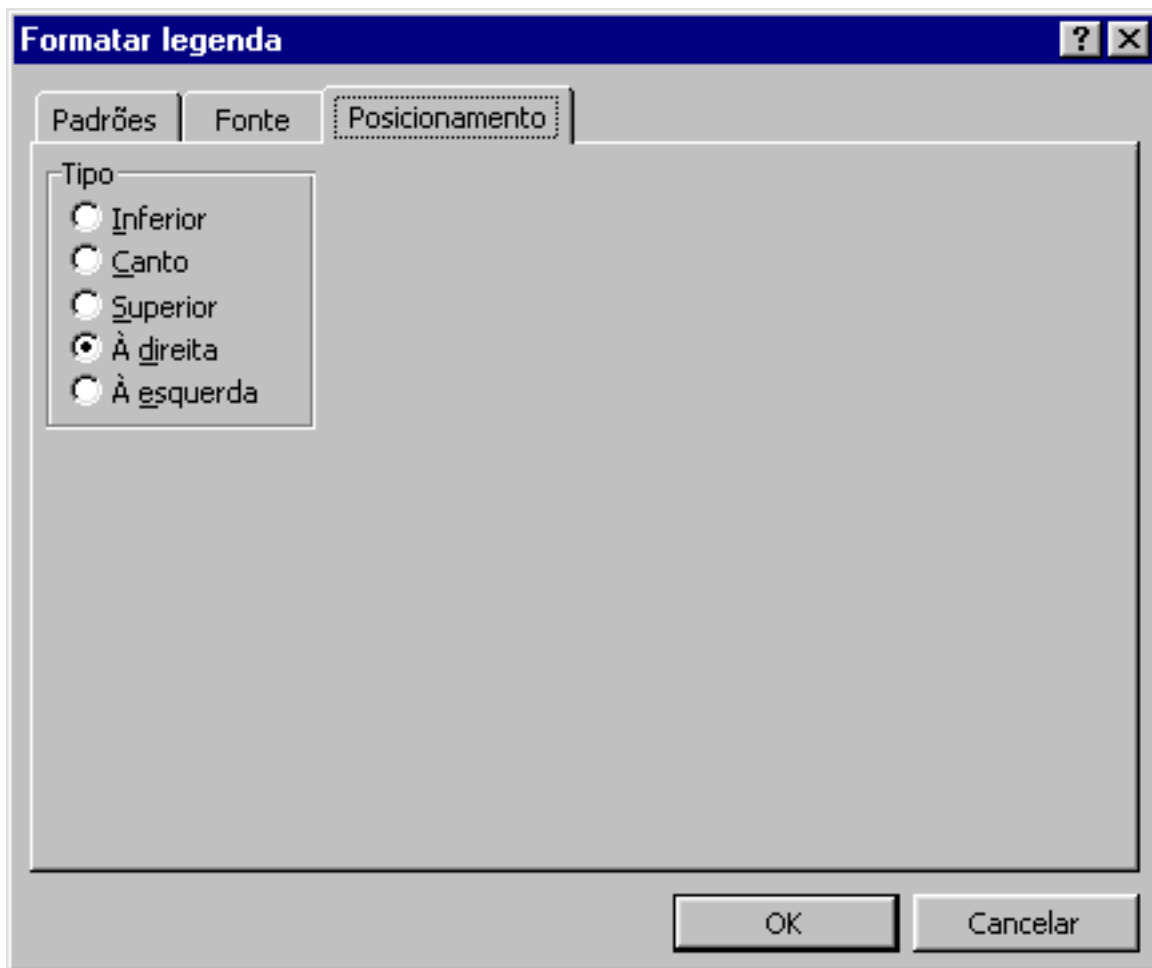 Formatar legenda
Padrões Fonte Posicionamento
Tipo
Inferior
Canto
Superior
À direita
À esquerda
OK Cancelar